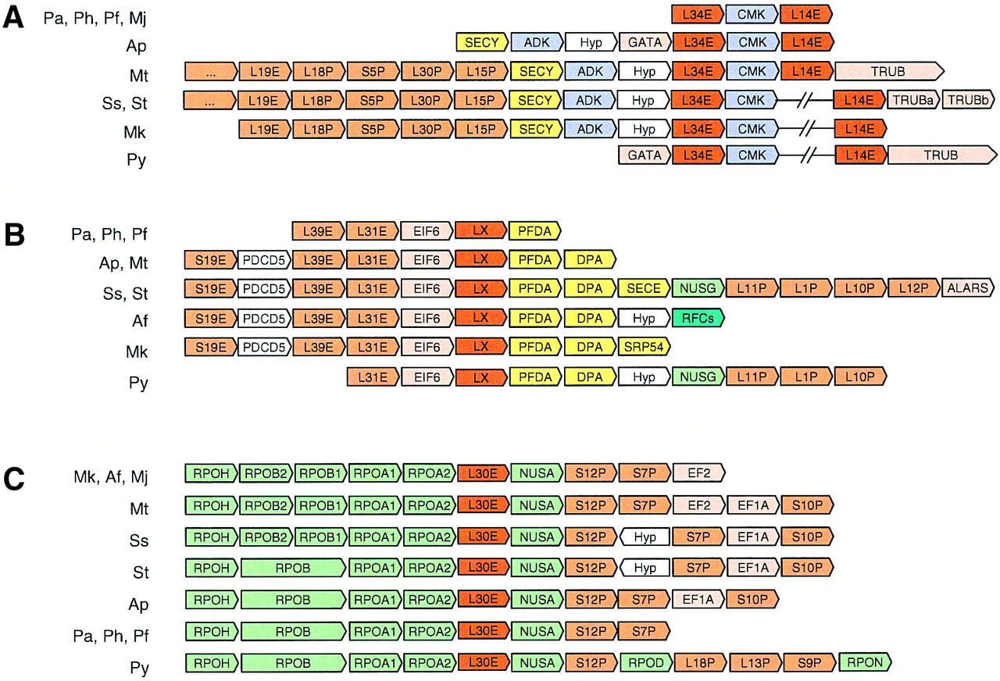 A
Pa, Ph, Pf, Mj L34E CMK L14E
Ap SECY ADK Hyp GATA L34E CMK L14E
Mt ... L19E L18P S5P L30P L15P SECY ADK Hyp L34E CMK L14E TRUB
Ss, St ... L19E L18P S5P L30P L15P SECY ADK Hyp L34E CMK L14E TRUBa TRUBb
Mk L19E L18P S5P L30P L15P SECY ADK Hyp L34E CMK L14E
Py GATA L34E CMK L14E TRUB
B
Pa, Ph, Pf L39E L31E EIF6 LX PFDA
Ap, Mt S19E PDCD5 L39E L31E EIF6 LX PFDA DPA
Ss, St S19E PDCD5 L39E L31E EIF6 LX PFDA DPA SECE NUSG L11P L1P L10P L12P ALARS
Af S19E PDCD5 L39E L31E EIF6 LX PFDA DPA Hyp RFCs
Mk S19E PDCD5 L39E L31E EIF6 LX PFDA DPA SRP54
Py L31E EIF6 LX PFDA DPA Hyp NUSG L11P L1P L10P
C
Mk, Af, Mj RPOH RPOB2 RPOB1 RPOA1 RPOA2 L30E NUSA S12P S7P EF2
Mt RPOH RPOB2 RPOB1 RPOA1 RPOA2 L30E NUSA S12P S7P EF2 EF1A S10P
Ss RPOH RPOB2 RPOB1 RPOA1 RPOA2 L30E NUSA S12P Hyp S7P EF1A S10P
St RPOH RPOB RPOA1 RPOA2 L30E NUSA S12P Hyp S7P EF1A S10P
Ap RPOH RPOB RPOA1 RPOA2 L30E NUSA S12P S7P EF1A S10P
Pa, Ph, Pf RPOH RPOB RPOA1 RPOA2 L30E NUSA S12P S7P
Py RPOH RPOB RPOA1 RPOA2 L30E NUSA S12P RPOD L18P L13P S9P RPON